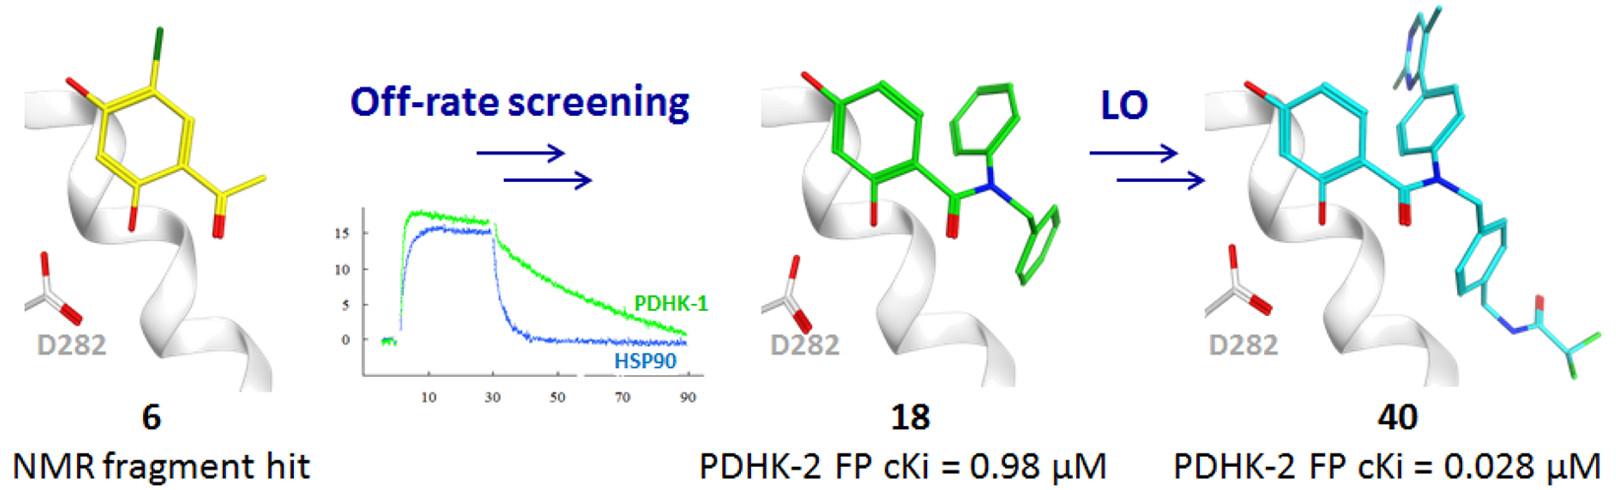 Off-rate screening
LO
15
10
5
0
PDHK-1
HSP90
10 30 50 70 90
D282
D282
D282
6
18
40
NMR fragment hit
PDHK-2 FP cKi = 0.98 µM
PDHK-2 FP cKi = 0.028 µM